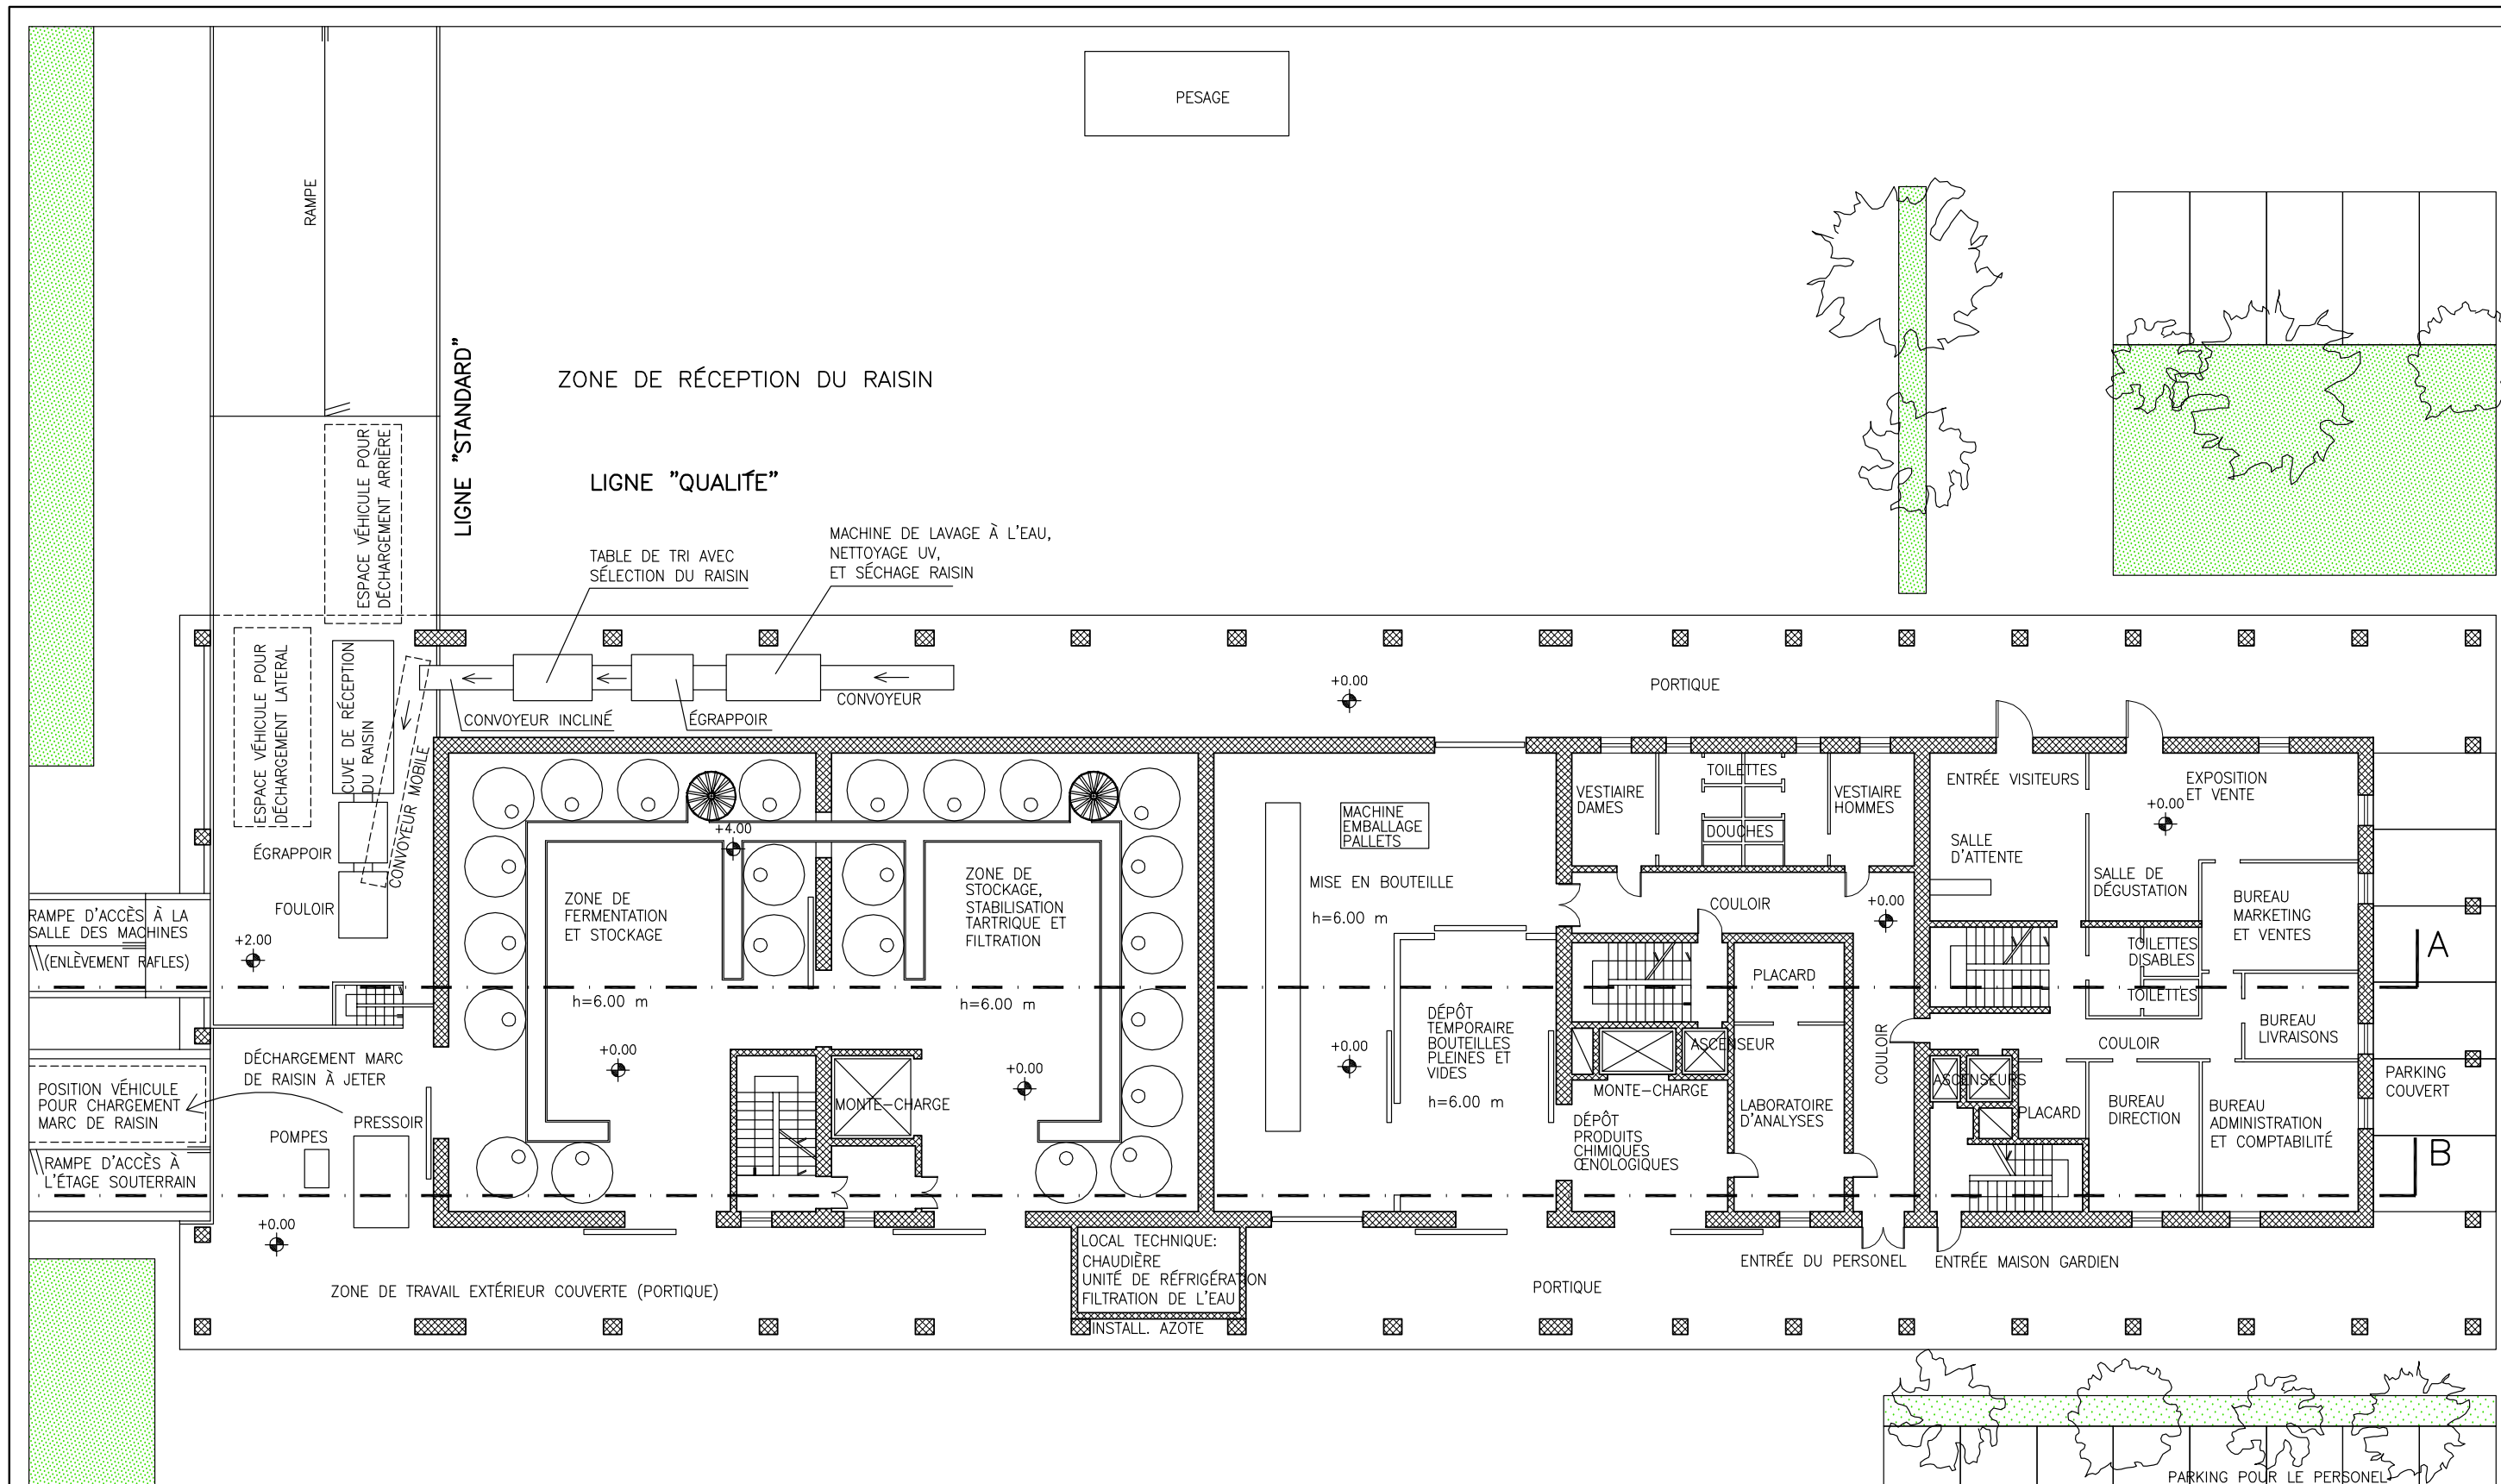 PESAGE
RAMPE
LIGNE "STANDARD"
ZONE DE RÉCEPTION DU RAISIN
LIGNE "QUALITÉ"
ESPACE VÉHICULE POUR
DÉCHARGEMENT ARRIÈRE
TABLE DE TRI AVEC
SÉLECTION DU RAISIN
MACHINE DE LAVAGE À L'EAU,
NETTOYAGE UV,
ET SÉCHAGE RAISIN
ESPACE VÉHICULE POUR
DÉCHARGEMENT LATERAL
CUVE DE RÉCEPTION
DU RAISIN
CONVOYEUR MOBILE
CONVOYEUR INCLINÉ
ÉGRAPPOIR
CONVOYEUR
+0.00
PORTIQUE
ÉGRAPPOIR
FOULOIR
+2.00
RAMPE D'ACCÈS À LA
SALLE DES MACHINES
(ENLÈVEMENT RAFLES)
+4.00
ZONE DE
FERMENTATION
ET STOCKAGE
h=6.00 m
+0.00
ZONE DE
STOCKAGE,
STABILISATION
TARTRIQUE ET
FILTRATION
h=6.00 m
+0.00
MACHINE
EMBALLAGE
PALLETS
MISE EN BOUTEILLE
h=6.00 m
DÉPÔT
TEMPORAIRE
BOUTEILLES
PLEINES ET
VIDES
h=6.00 m
+0.00
VESTIAIRE
DAMES
TOILETTES
DOUCHES
VESTIAIRE
HOMMES
COULOIR
+0.00
PLACARD
ASCENSEUR
MONTE-CHARGE
LABORATOIRE
D'ANALYSES
DÉPÔT
PRODUITS
CHIMIQUES
ŒNOLOGIQUES
COULOIR
ENTRÉE VISITEURS
SALLE
D'ATTENTE
EXPOSITION
ET VENTE
+0.00
SALLE DE
DÉGUSTATION
BUREAU
MARKETING
ET VENTES
TOILETTES
DISABLES
TOILETTES
BUREAU
LIVRAISONS
COULOIR
ASCENSEURS
PLACARD
BUREAU
DIRECTION
BUREAU
ADMINISTRATION
ET COMPTABILITÉ
PARKING
COUVERT
A
B
DÉCHARGEMENT MARC
DE RAISIN À JETER
POSITION VÉHICULE
POUR CHARGEMENT
MARC DE RAISIN
POMPES
PRESSOIR
RAMPE D'ACCÈS À
L'ÉTAGE SOUTERRAIN
+0.00
MONTE-CHARGE
LOCAL TECHNIQUE:
CHAUDIÈRE
UNITÉ DE RÉFRIGÉRATION
FILTRATION DE L'EAU
INSTALL. AZOTE
ZONE DE TRAVAIL EXTÉRIEUR COUVERTE (PORTIQUE)
PORTIQUE
ENTRÉE DU PERSONEL
ENTRÉE MAISON GARDIEN
PARKING POUR LE PERSONEL